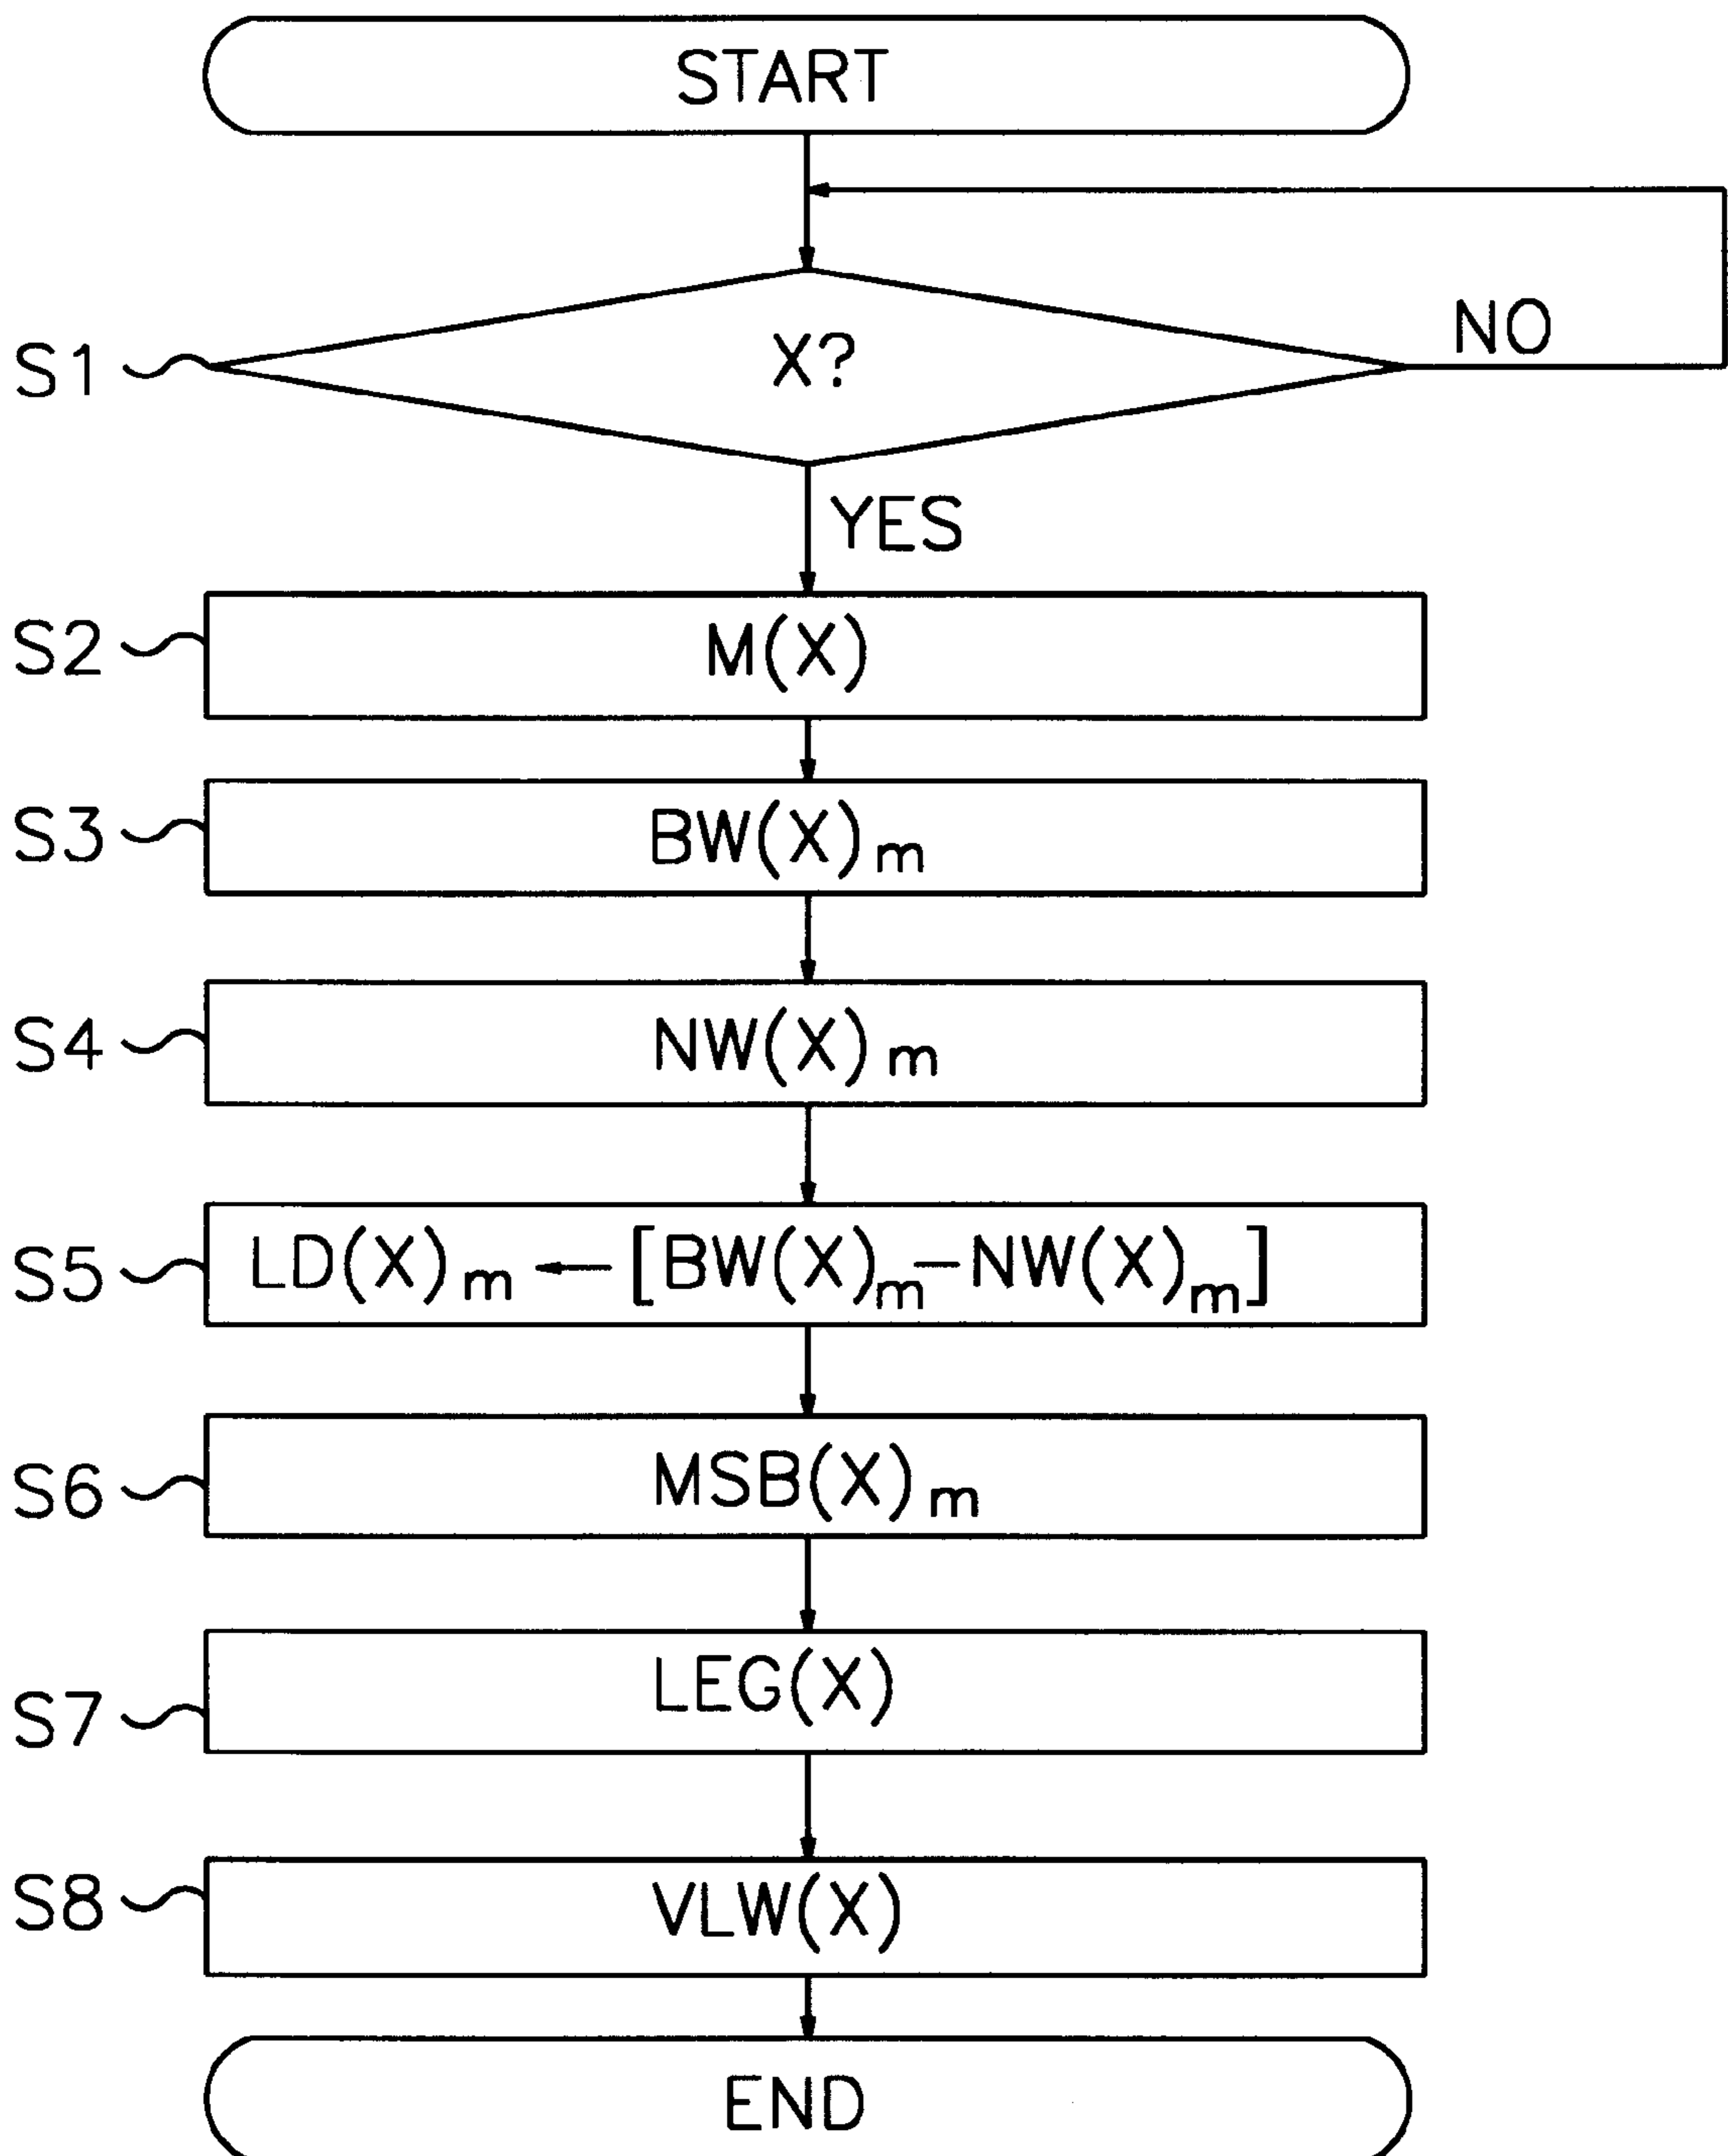 START
S1 X? NO
YES
S2 M(X)
S3 BW(X)m
S4 NW(X)m
S5 LD(X)m ← [BW(X)m−NW(X)m]
S6 MSB(X)m
S7 LEG(X)
S8 VLW(X)
END